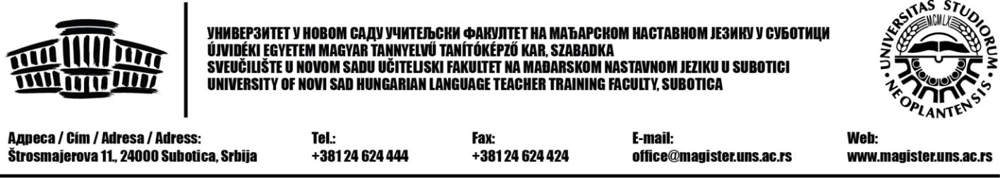 УНИВЕРЗИТЕТ У НОВОМ САДУ УЧИТЕЉСКИ ФАКУЛТЕТ НА МАЂАРСКОМ НАСТАВНОМ ЈЕЗИКУ У СУБОТИЦИ
ÚJVIDÉKI EGYETEM MAGYAR TANNYELVŰ TANÍTÓKÉPZŐ KAR, SZABADKA
SVEUČILIŠTE U NOVOM SADU UČITELJSKI FAKULTET NA MAĐARSKOM NASTAVNOM JEZIKU U SUBOTICI
UNIVERSITY OF NOVI SAD HUNGARIAN LANGUAGE TEACHER TRAINING FACULTY, SUBOTICA
UNIVERSITAS STUDIORUM
MCMLX
NEOPLANTENSIS
Адреса / Cím / Adresa / Adress: Tel.: Fax: E-mail: Web:
Štrosmajerova 11., 24000 Subotica, Srbija +381 24 624 444 +381 24 624 424 office@magister.uns.ac.rs www.magister.uns.ac.rs